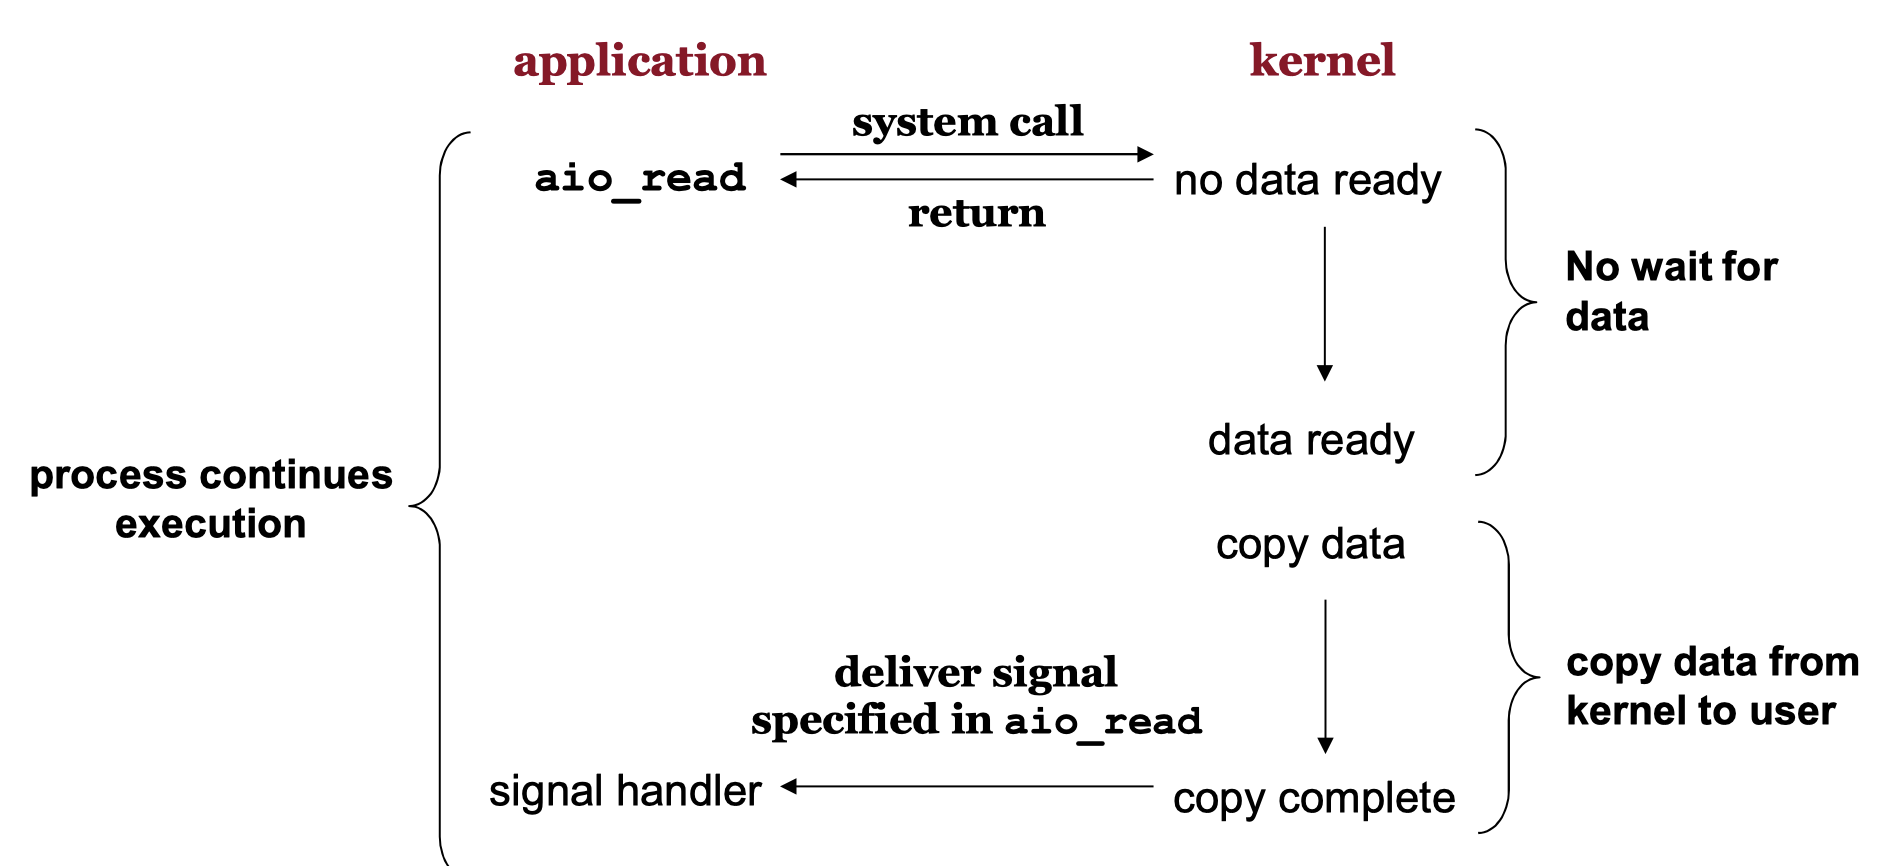 application
kernel
system call
aio_read
no data ready
return
No wait for
data
data ready
process continues
execution
copy data
deliver signal
specified in aio_read
copy data from
kernel to user
signal handler
copy complete